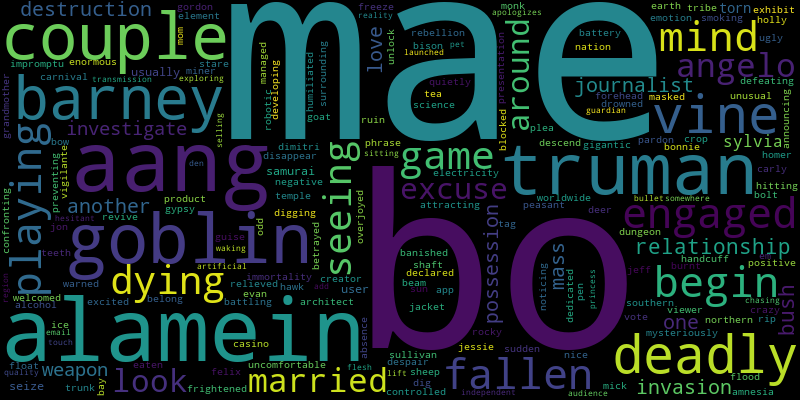 destruction
gordon
element
freeze
reality
monk
apologizes
earth
tribe
torn
exhibit
holly
couple
mom
mae
rebellion
battery
emotion
smoking
ugly
love
bison
pet
nation
mind
impromptu
enormous
stare
managed
developing
humiliated
surrounding
unlock
launched
around
journalist
angelo
usually
miner
carnival
transmission
exploring
robotic
quietly
tea
science
presentation
forehead
masked
defeating
grandmother
barney
goat
guardian
drowned
vine
unusual
announcing
investigate
selling
ruin
blocked
plea
pardon
crop
bow
dimitri
phrase
descend
gigantic
bonnie
sylvia
playing
aang
disappear
sitting
game
truman
homer
preventing
vigilante
den
samurai
negative
seeing
electricity
carly
product
temple
excuse
worldwide
hitting
bolt
another
gypsy
overjoyed
attracting
peasant
deer
bullet
somewhere
revive
digging
possession
tag
engaged
confronting
hesitant
jon
goblin
odd
betrayed
bo
dungeon
guise
waking
banished
mass
relationship
teeth
artificial
shaft
noticing
handcuff
region
warned
dying
immortality
creator
declared
dedicated
pen
princess
jeff
burnt
positive
relieved
user
beam
begin
chasing
welcomed
excited
belong
battling
evan
hawk
architect
app
southern
viewer
crazy
bush
alcohol
add
jacket
alamein
ice
email
touch
casino
absence
rocky
vote
northern
rip
one
mysteriously
sullivan
jessie
sudden
nice
deadly
float
quality
weapon
eaten
uncomfortable
flesh
despair
fallen
flood
seize
trunk
bay
look
felix
married
lift
sheep
dig
mick
invasion
amnesia
frightened
controlled
independent
audience